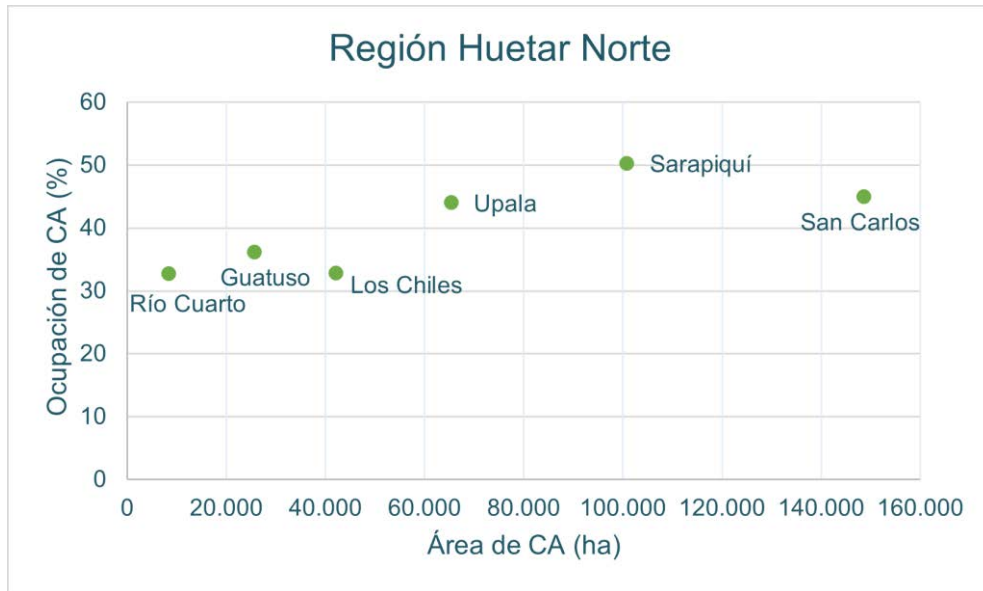 Región Huetar Norte
60
50
40
30
20
10
0
Ocupación de CA (%)
Sarapiquí
Upala
San Carlos
Guatuso
Los Chiles
Río Cuarto
0 20.000 40.000 60.000 80.000 100.000 120.000 140.000 160.000
Área de CA (ha)